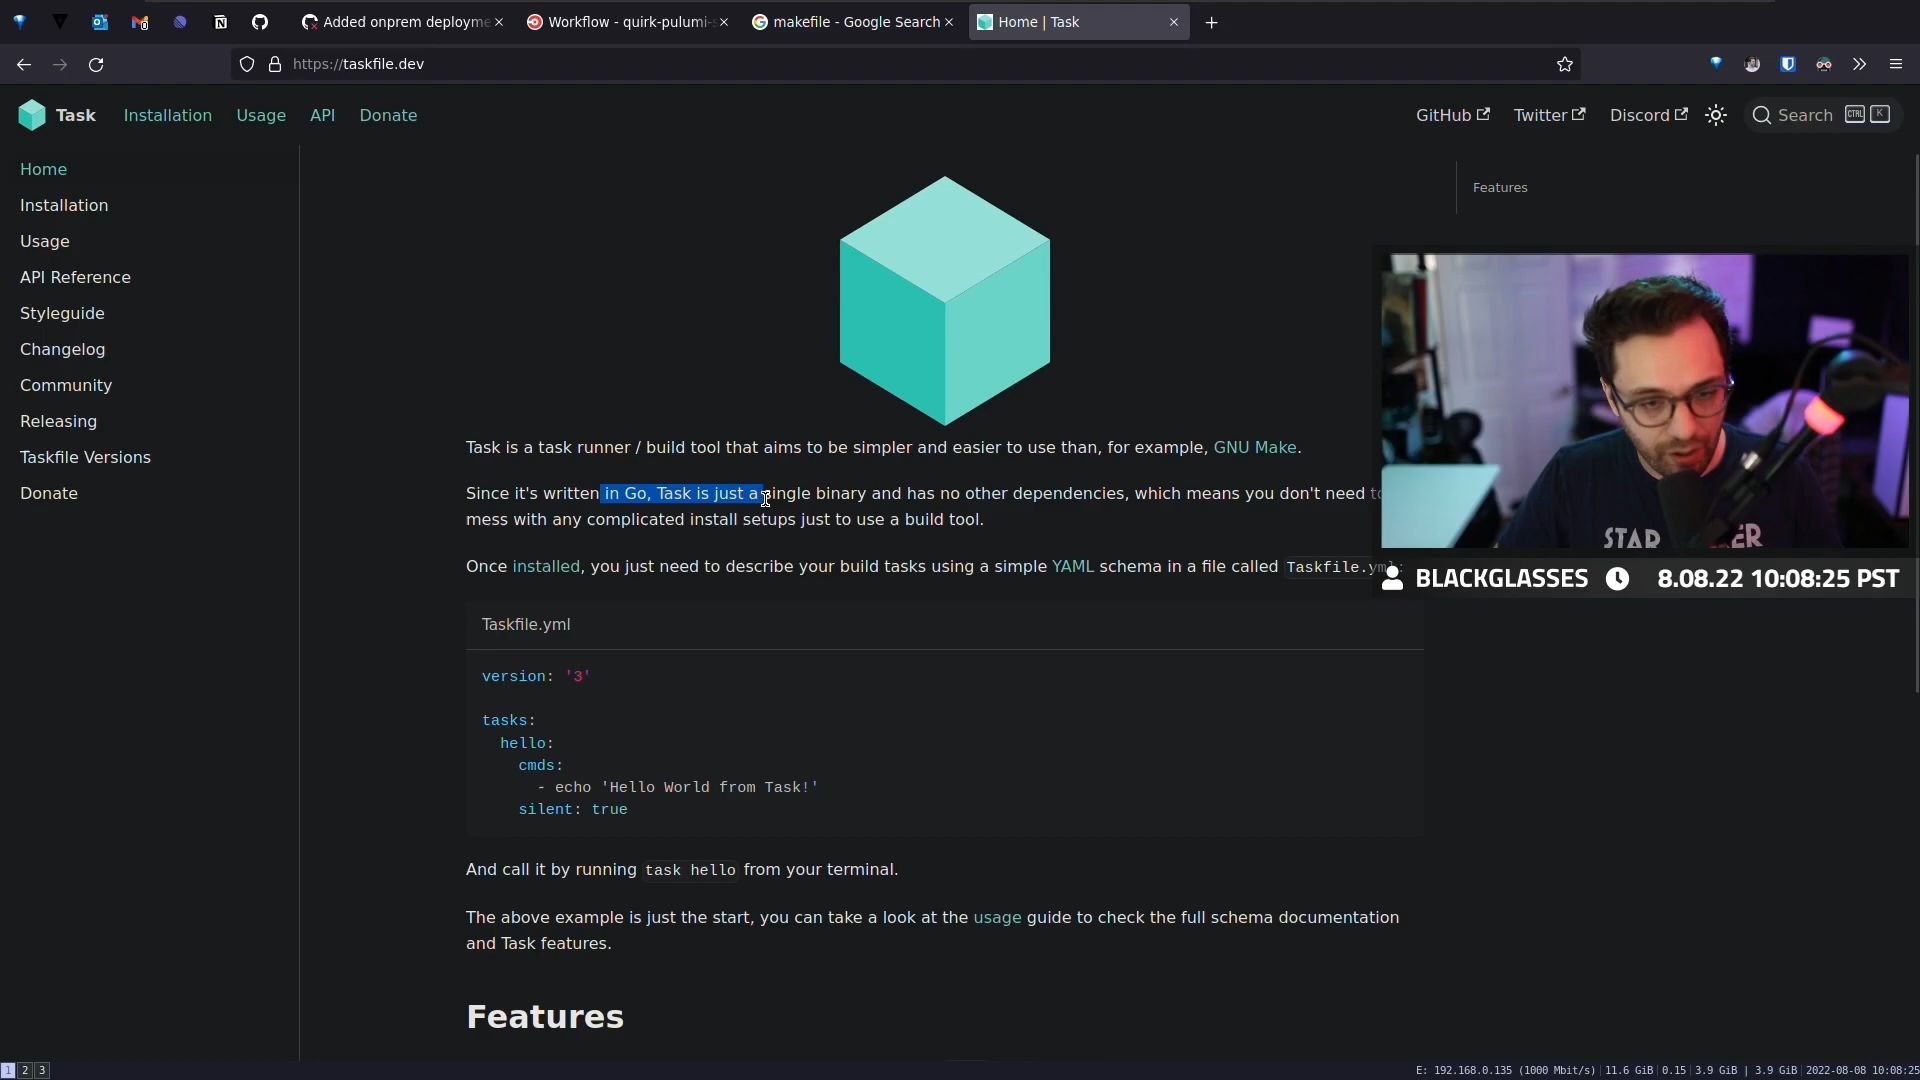 Added onprem deployme
Workflow - quirk-pulumi-s
makefile - Google Search
Home | Task
https://taskfile.dev
Task
Installation
Usage
API
Donate
GitHub
Twitter
Discord
Search
CTRL
K
Home
Installation
Usage
API Reference
Styleguide
Changelog
Community
Releasing
Taskfile Versions
Donate
Features
Task is a task runner / build tool that aims to be simpler and easier to use than, for example, GNU Make.
Since it's written in Go, Task is just a single binary and has no other dependencies, which means you don't need to
mess with any complicated install setups just to use a build tool.
Once installed, you just need to describe your build tasks using a simple YAML schema in a file called Taskfile.yml:
BLACKGLASSES
8.08.22 10:08:25 PST
Taskfile.yml
version: '3'
tasks:
hello:
cmds:
- echo 'Hello World from Task!'
silent: true
And call it by running task hello from your terminal.
The above example is just the start, you can take a look at the usage guide to check the full schema documentation
and Task features.
Features
1 2 3
E: 192.168.0.135 (1000 Mbit/s) | 11.6 GiB | 0.15 | 3.9 GiB | 3.9 GiB | 2022-08-08 10:08:25